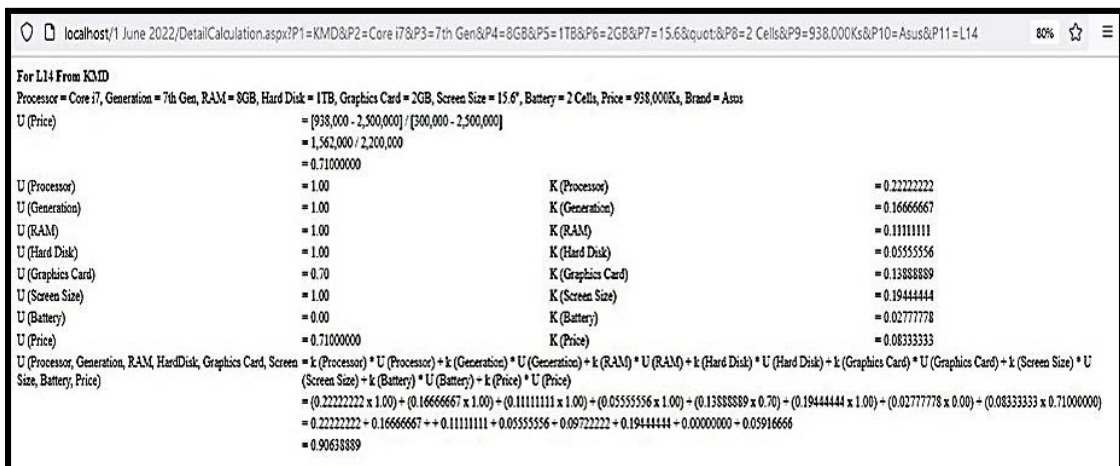 localhost/1 June 2022/DetailCalculation.aspx?P1=KMD&P2=Core i7&P3=7th Gen&P4=8GB&P5=1TB&P6=2GB&P7=15.6&quot;&P8=2 Cells&P9=938,000Ks&P10=Asus&P11=L14 80%
For L14 From KMD
Processor = Core i7, Generation = 7th Gen, RAM = 8GB, Hard Disk = 1TB, Graphics Card = 2GB, Screen Size = 15.6", Battery = 2 Cells, Price = 938,000Ks, Brand = Asus
U (Price) = [938,000 - 2,500,000] / [300,000 - 2,500,000]
= 1,562,000 / 2,200,000
= 0.71000000
U (Processor) = 1.00 K (Processor) = 0.22222222
U (Generation) = 1.00 K (Generation) = 0.16666667
U (RAM) = 1.00 K (RAM) = 0.11111111
U (Hard Disk) = 1.00 K (Hard Disk) = 0.05555556
U (Graphics Card) = 0.70 K (Graphics Card) = 0.13888889
U (Screen Size) = 1.00 K (Screen Size) = 0.19444444
U (Battery) = 0.00 K (Battery) = 0.02777778
U (Price) = 0.71000000 K (Price) = 0.08333333
U (Processor, Generation, RAM, HardDisk, Graphics Card, Screen = k (Processor) * U (Processor) + k (Generation) * U (Generation) + k (RAM) * U (RAM) + k (Hard Disk) * U (Hard Disk) + k (Graphics Card) * U (Graphics Card) + k (Screen Size) * U
Size, Battery, Price) (Screen Size) + k (Battery) * U (Battery) + k (Price) * U (Price)
= (0.22222222 x 1.00) + (0.16666667 x 1.00) + (0.11111111 x 1.00) + (0.05555556 x 1.00) + (0.13888889 x 0.70) + (0.19444444 x 1.00) + (0.02777778 x 0.00) + (0.08333333 x 0.71000000)
= 0.22222222 + 0.16666667 + + 0.11111111 + 0.05555556 + 0.09722222 + 0.19444444 + 0.00000000 + 0.05916666
= 0.90638889